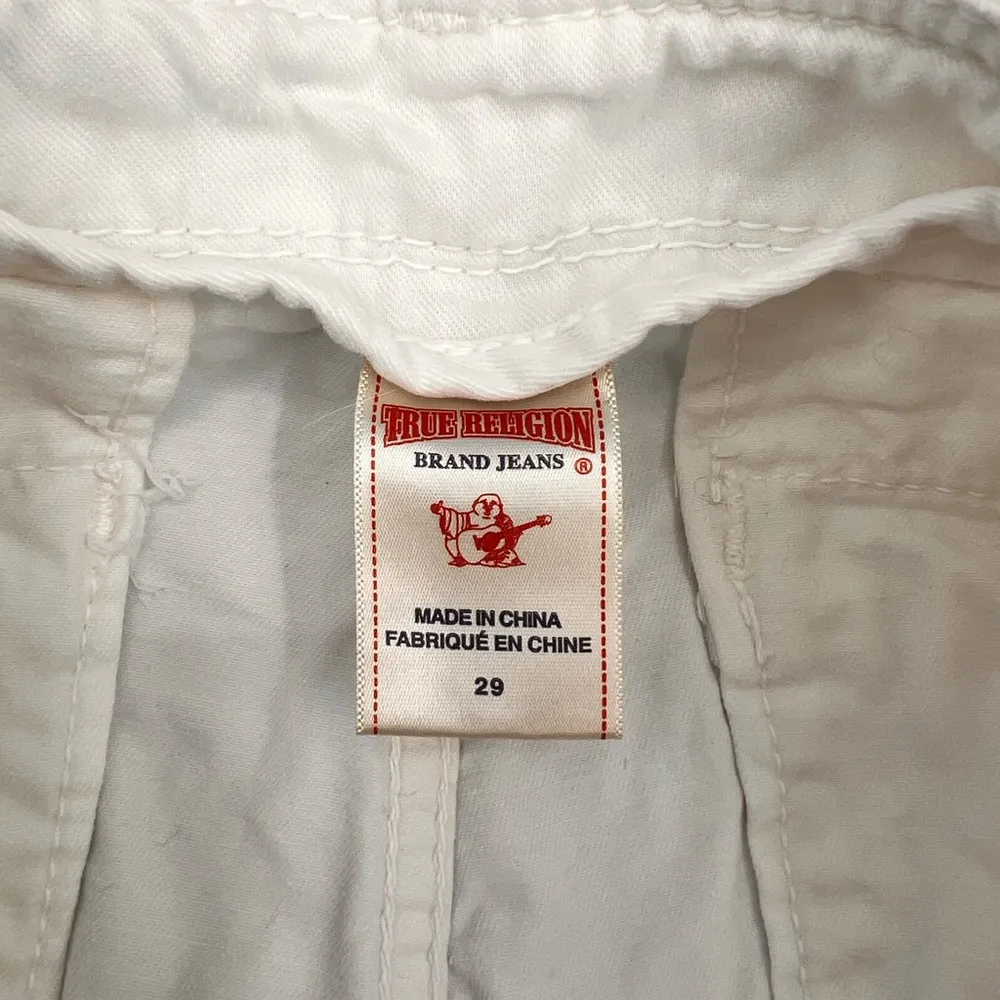 TRUE RELIGION
BRAND JEANS ®
MADE IN CHINA
FABRIQUÉ EN CHINE
29